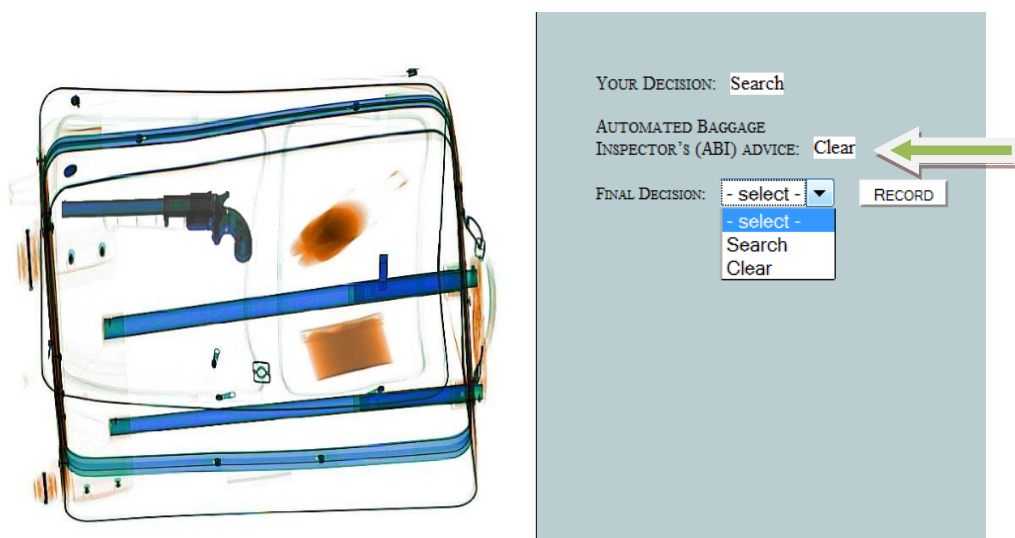 YOUR DECISION: Search
AUTOMATED BAGGAGE
INSPECTOR'S (ABI) ADVICE: Clear
FINAL DECISION: - select - RECORD
- select -
Search
Clear